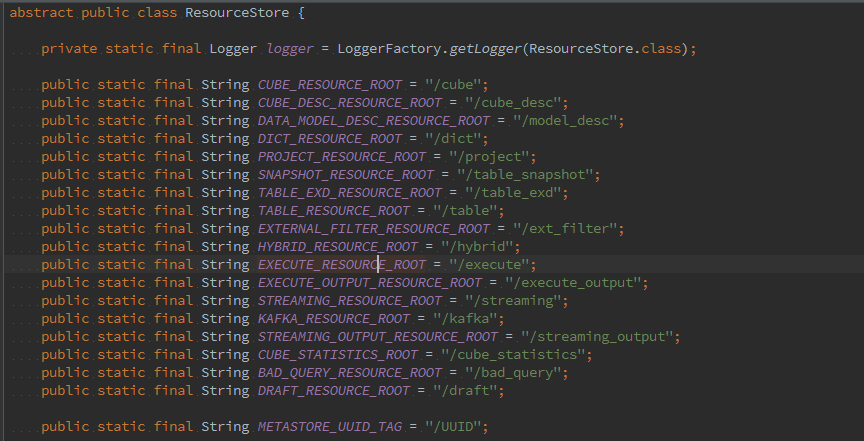 abstract public class ResourceStore {
private static final Logger logger = LoggerFactory.getLogger(ResourceStore.class);
public static final String CUBE_RESOURCE_ROOT = "/cube";
public static final String CUBE_DESC_RESOURCE_ROOT = "/cube_desc";
public static final String DATA_MODEL_DESC_RESOURCE_ROOT = "/model_desc";
public static final String DICT_RESOURCE_ROOT = "/dict";
public static final String PROJECT_RESOURCE_ROOT = "/project";
public static final String SNAPSHOT_RESOURCE_ROOT = "/table_snapshot";
public static final String TABLE_EXD_RESOURCE_ROOT = "/table_exd";
public static final String TABLE_RESOURCE_ROOT = "/table";
public static final String EXTERNAL_FILTER_RESOURCE_ROOT = "/ext_filter";
public static final String HYBRID_RESOURCE_ROOT = "/hybrid";
public static final String EXECUTE_RESOURCE_ROOT = "/execute";
public static final String EXECUTE_OUTPUT_RESOURCE_ROOT = "/execute_output";
public static final String STREAMING_RESOURCE_ROOT = "/streaming";
public static final String KAFKA_RESOURCE_ROOT = "/kafka";
public static final String STREAMING_OUTPUT_RESOURCE_ROOT = "/streaming_output";
public static final String CUBE_STATISTICS_ROOT = "/cube_statistics";
public static final String BAD_QUERY_RESOURCE_ROOT = "/bad_query";
public static final String DRAFT_RESOURCE_ROOT = "/draft";
public static final String METASTORE_UUID_TAG = "/UUID";